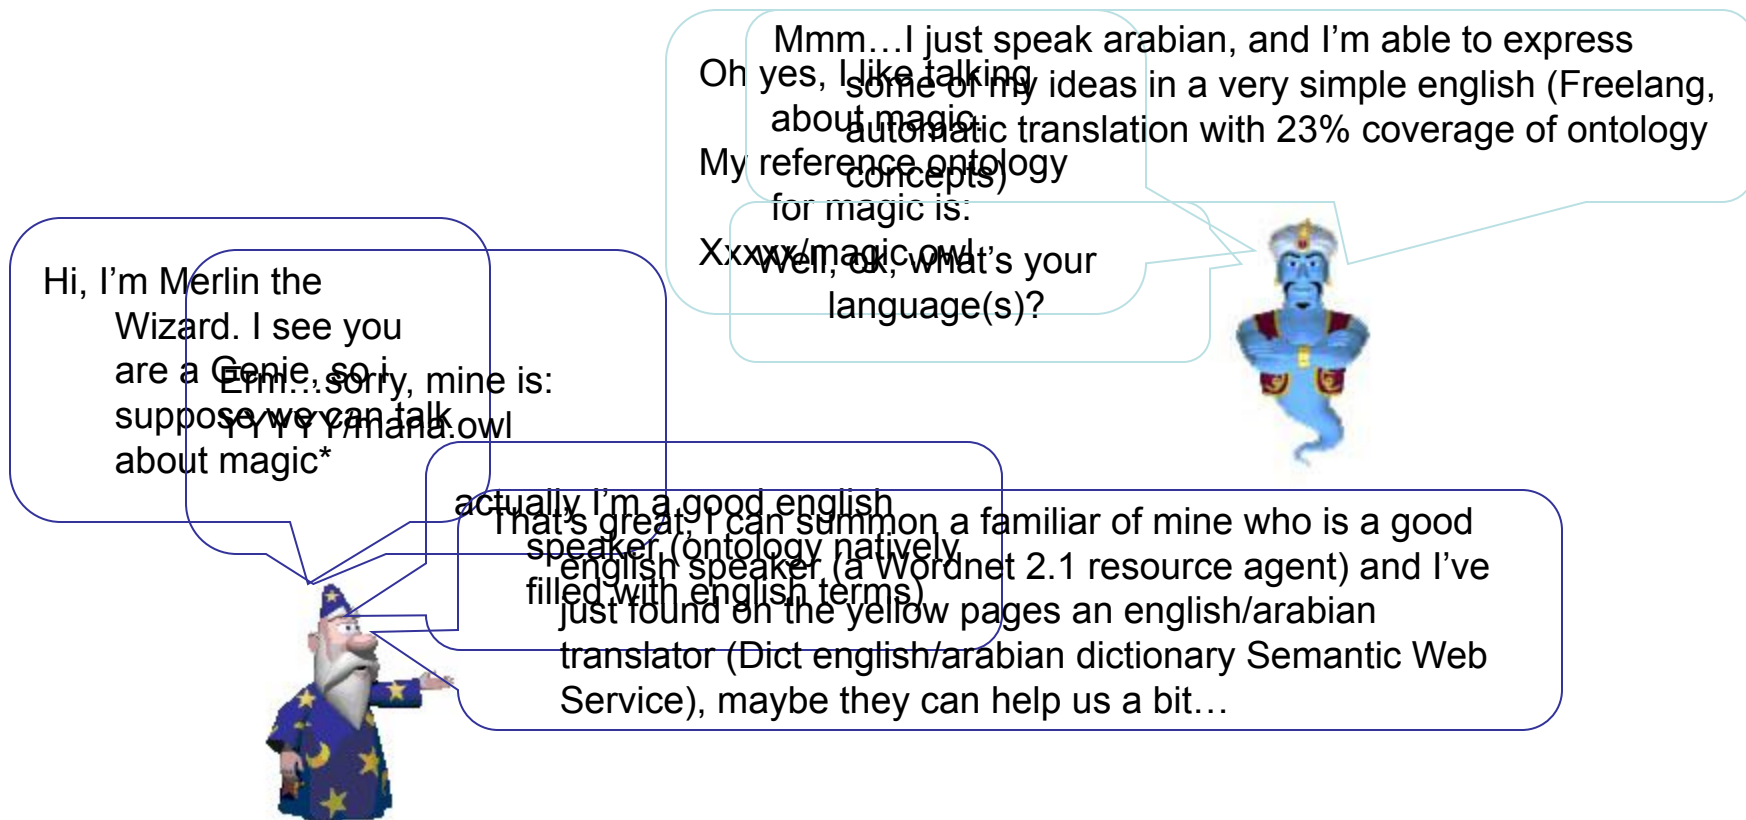 Hi, I’m Merlin the
Wizard. I see you
are a Genie, so i
suppose we can talk
about magic*
Oh yes, I like talking
about magic.
My reference ontology
for magic is:
Xxxxx/magic.owl
Erm…sorry, mine is:
YYYYY/mana.owl
Well, ok, what’s your
language(s)?
actually I’m a good english
speaker (ontology natively
filled with english terms)
Mmm…I just speak arabian, and I’m able to express
some of my ideas in a very simple english (Freelang,
automatic translation with 23% coverage of ontology
concepts)
That’s great, I can summon a familiar of mine who is a good
english speaker (a Wordnet 2.1 resource agent) and I’ve
just found on the yellow pages an english/arabian
translator (Dict english/arabian dictionary Semantic Web
Service), maybe they can help us a bit…